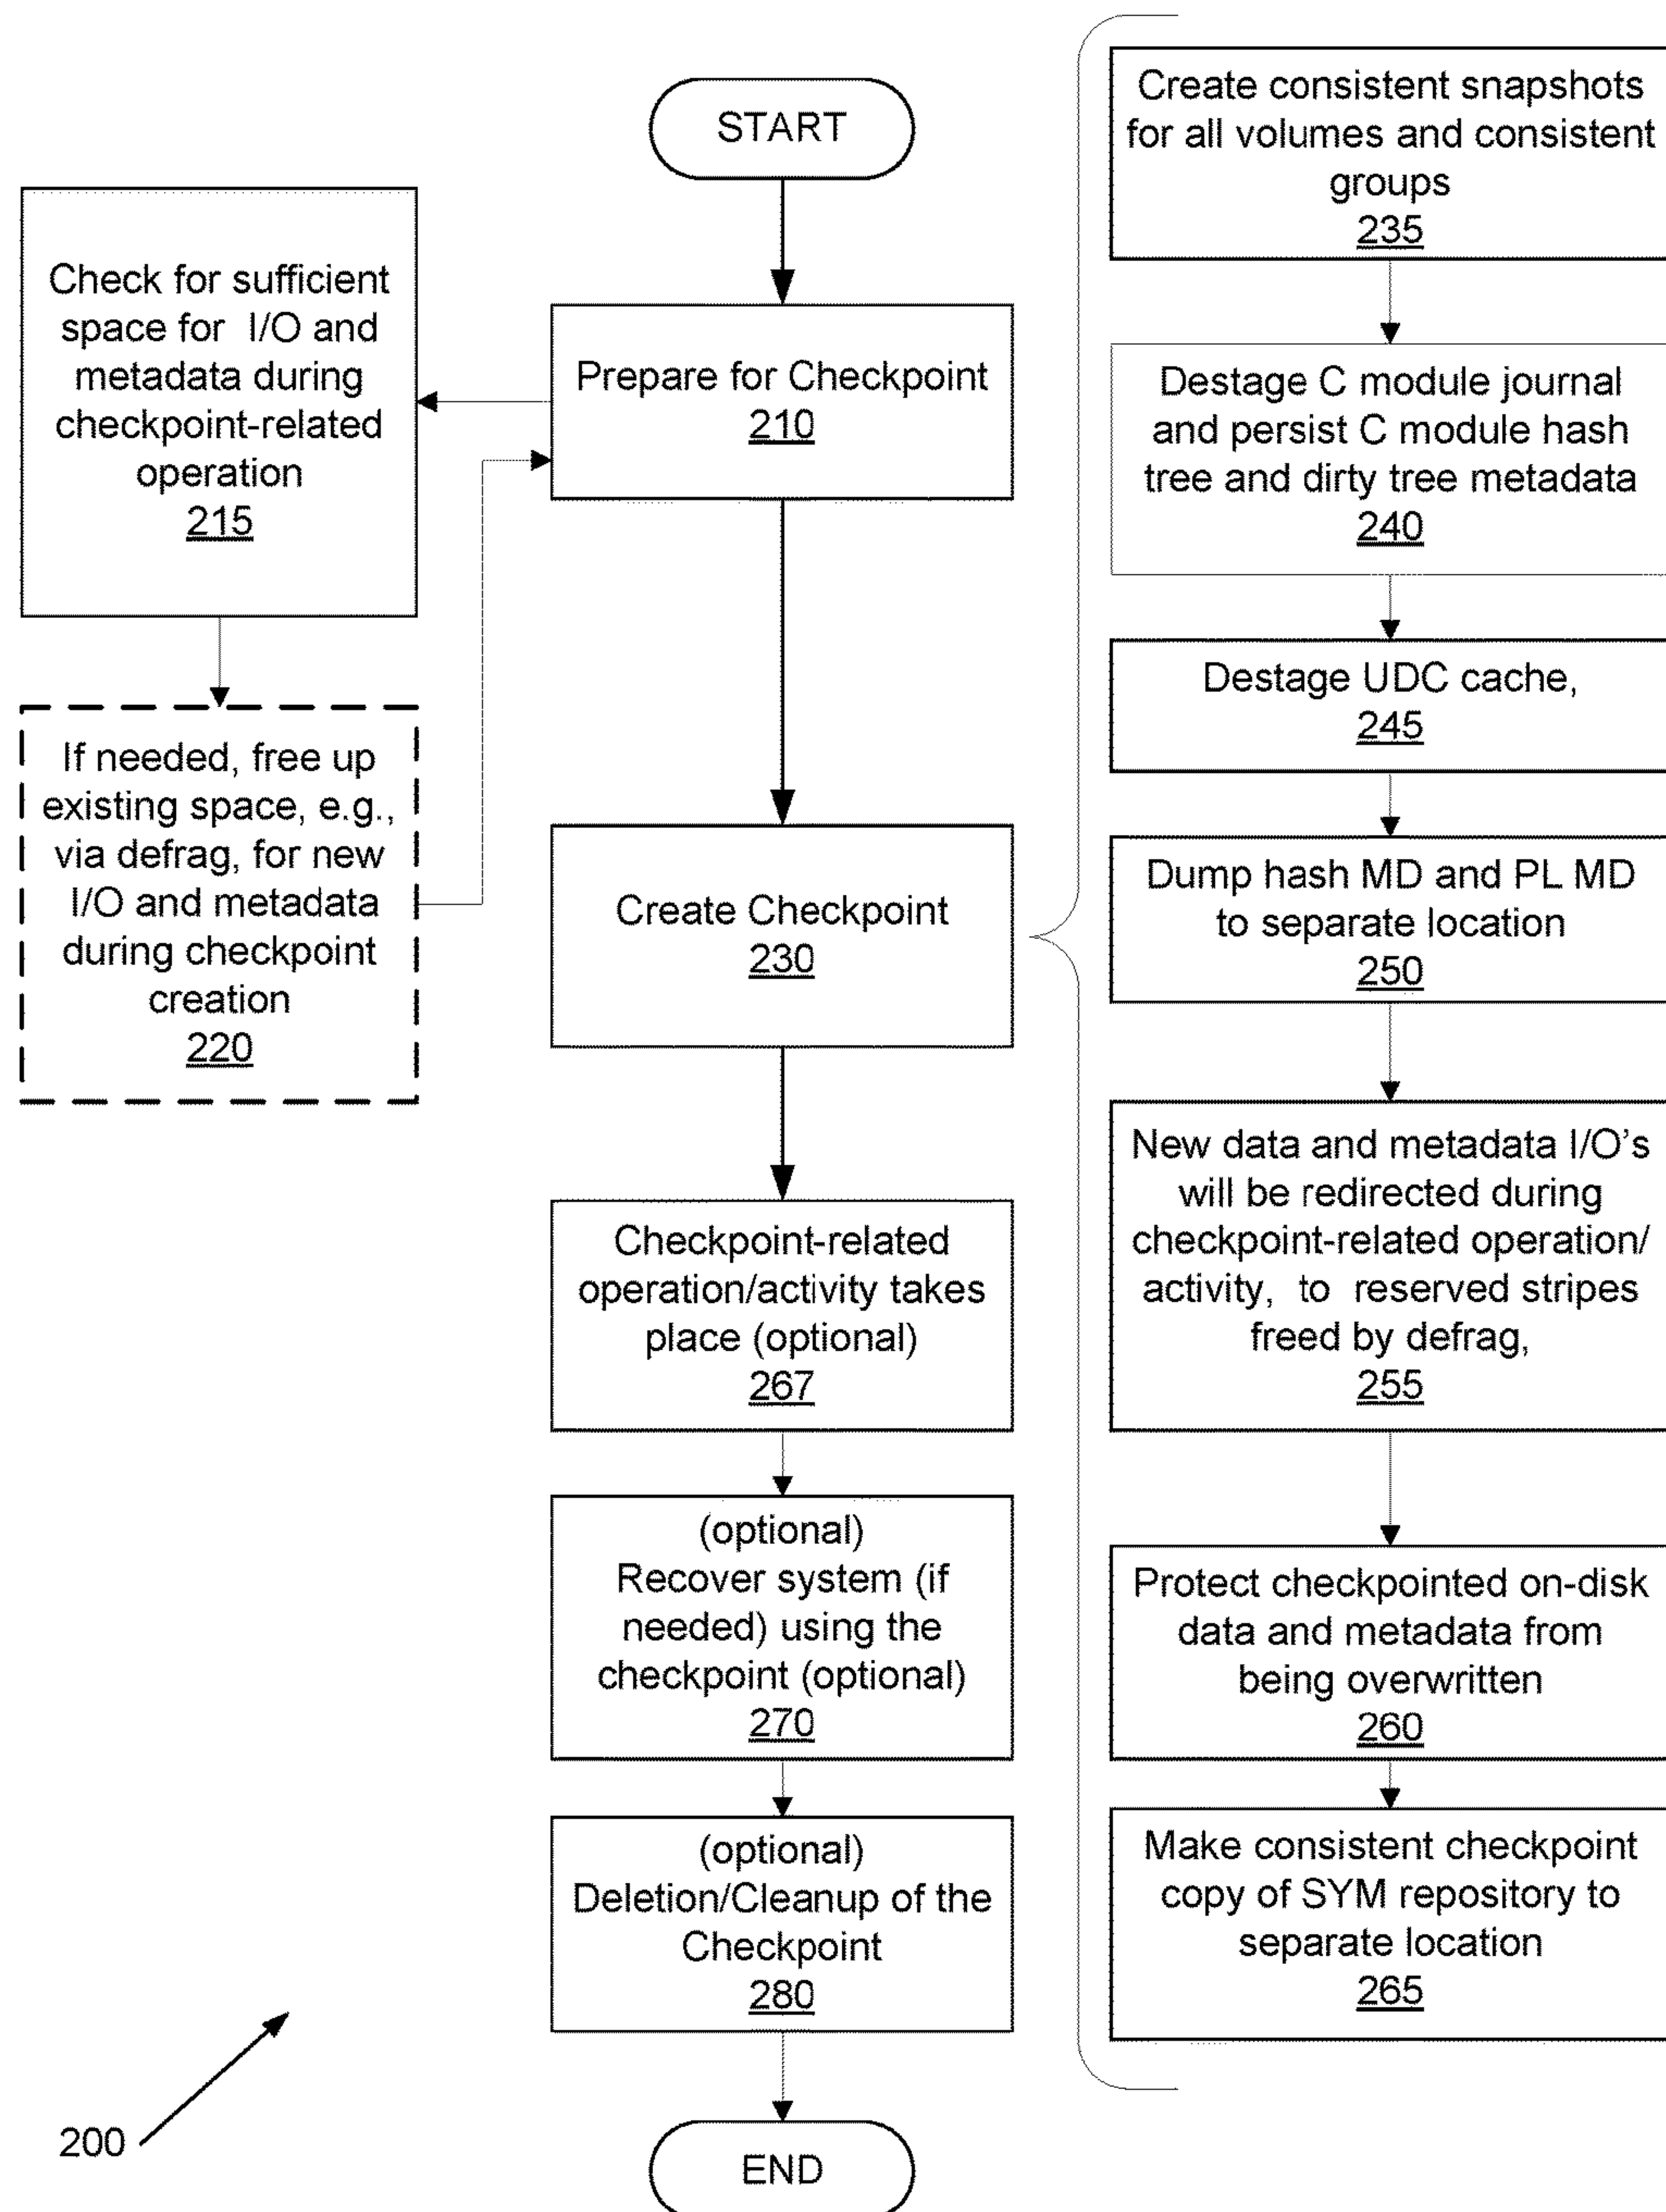 START
Check for sufficient
space for I/O and
metadata during
checkpoint-related
operation
215
Prepare for Checkpoint
210
If needed, free up
existing space, e.g.,
via defrag, for new
I/O and metadata
during checkpoint
creation
220
Create Checkpoint
230
Checkpoint-related
operation/activity takes
place (optional)
267
(optional)
Recover system (if
needed) using the
checkpoint (optional)
270
(optional)
Deletion/Cleanup of the
Checkpoint
280
END
Create consistent snapshots
for all volumes and consistent
groups
235
Destage C module journal
and persist C module hash
tree and dirty tree metadata
240
Destage UDC cache,
245
Dump hash MD and PL MD
to separate location
250
New data and metadata I/O's
will be redirected during
checkpoint-related operation/
activity, to reserved stripes
freed by defrag,
255
Protect checkpointed on-disk
data and metadata from
being overwritten
260
Make consistent checkpoint
copy of SYM repository to
separate location
265
200